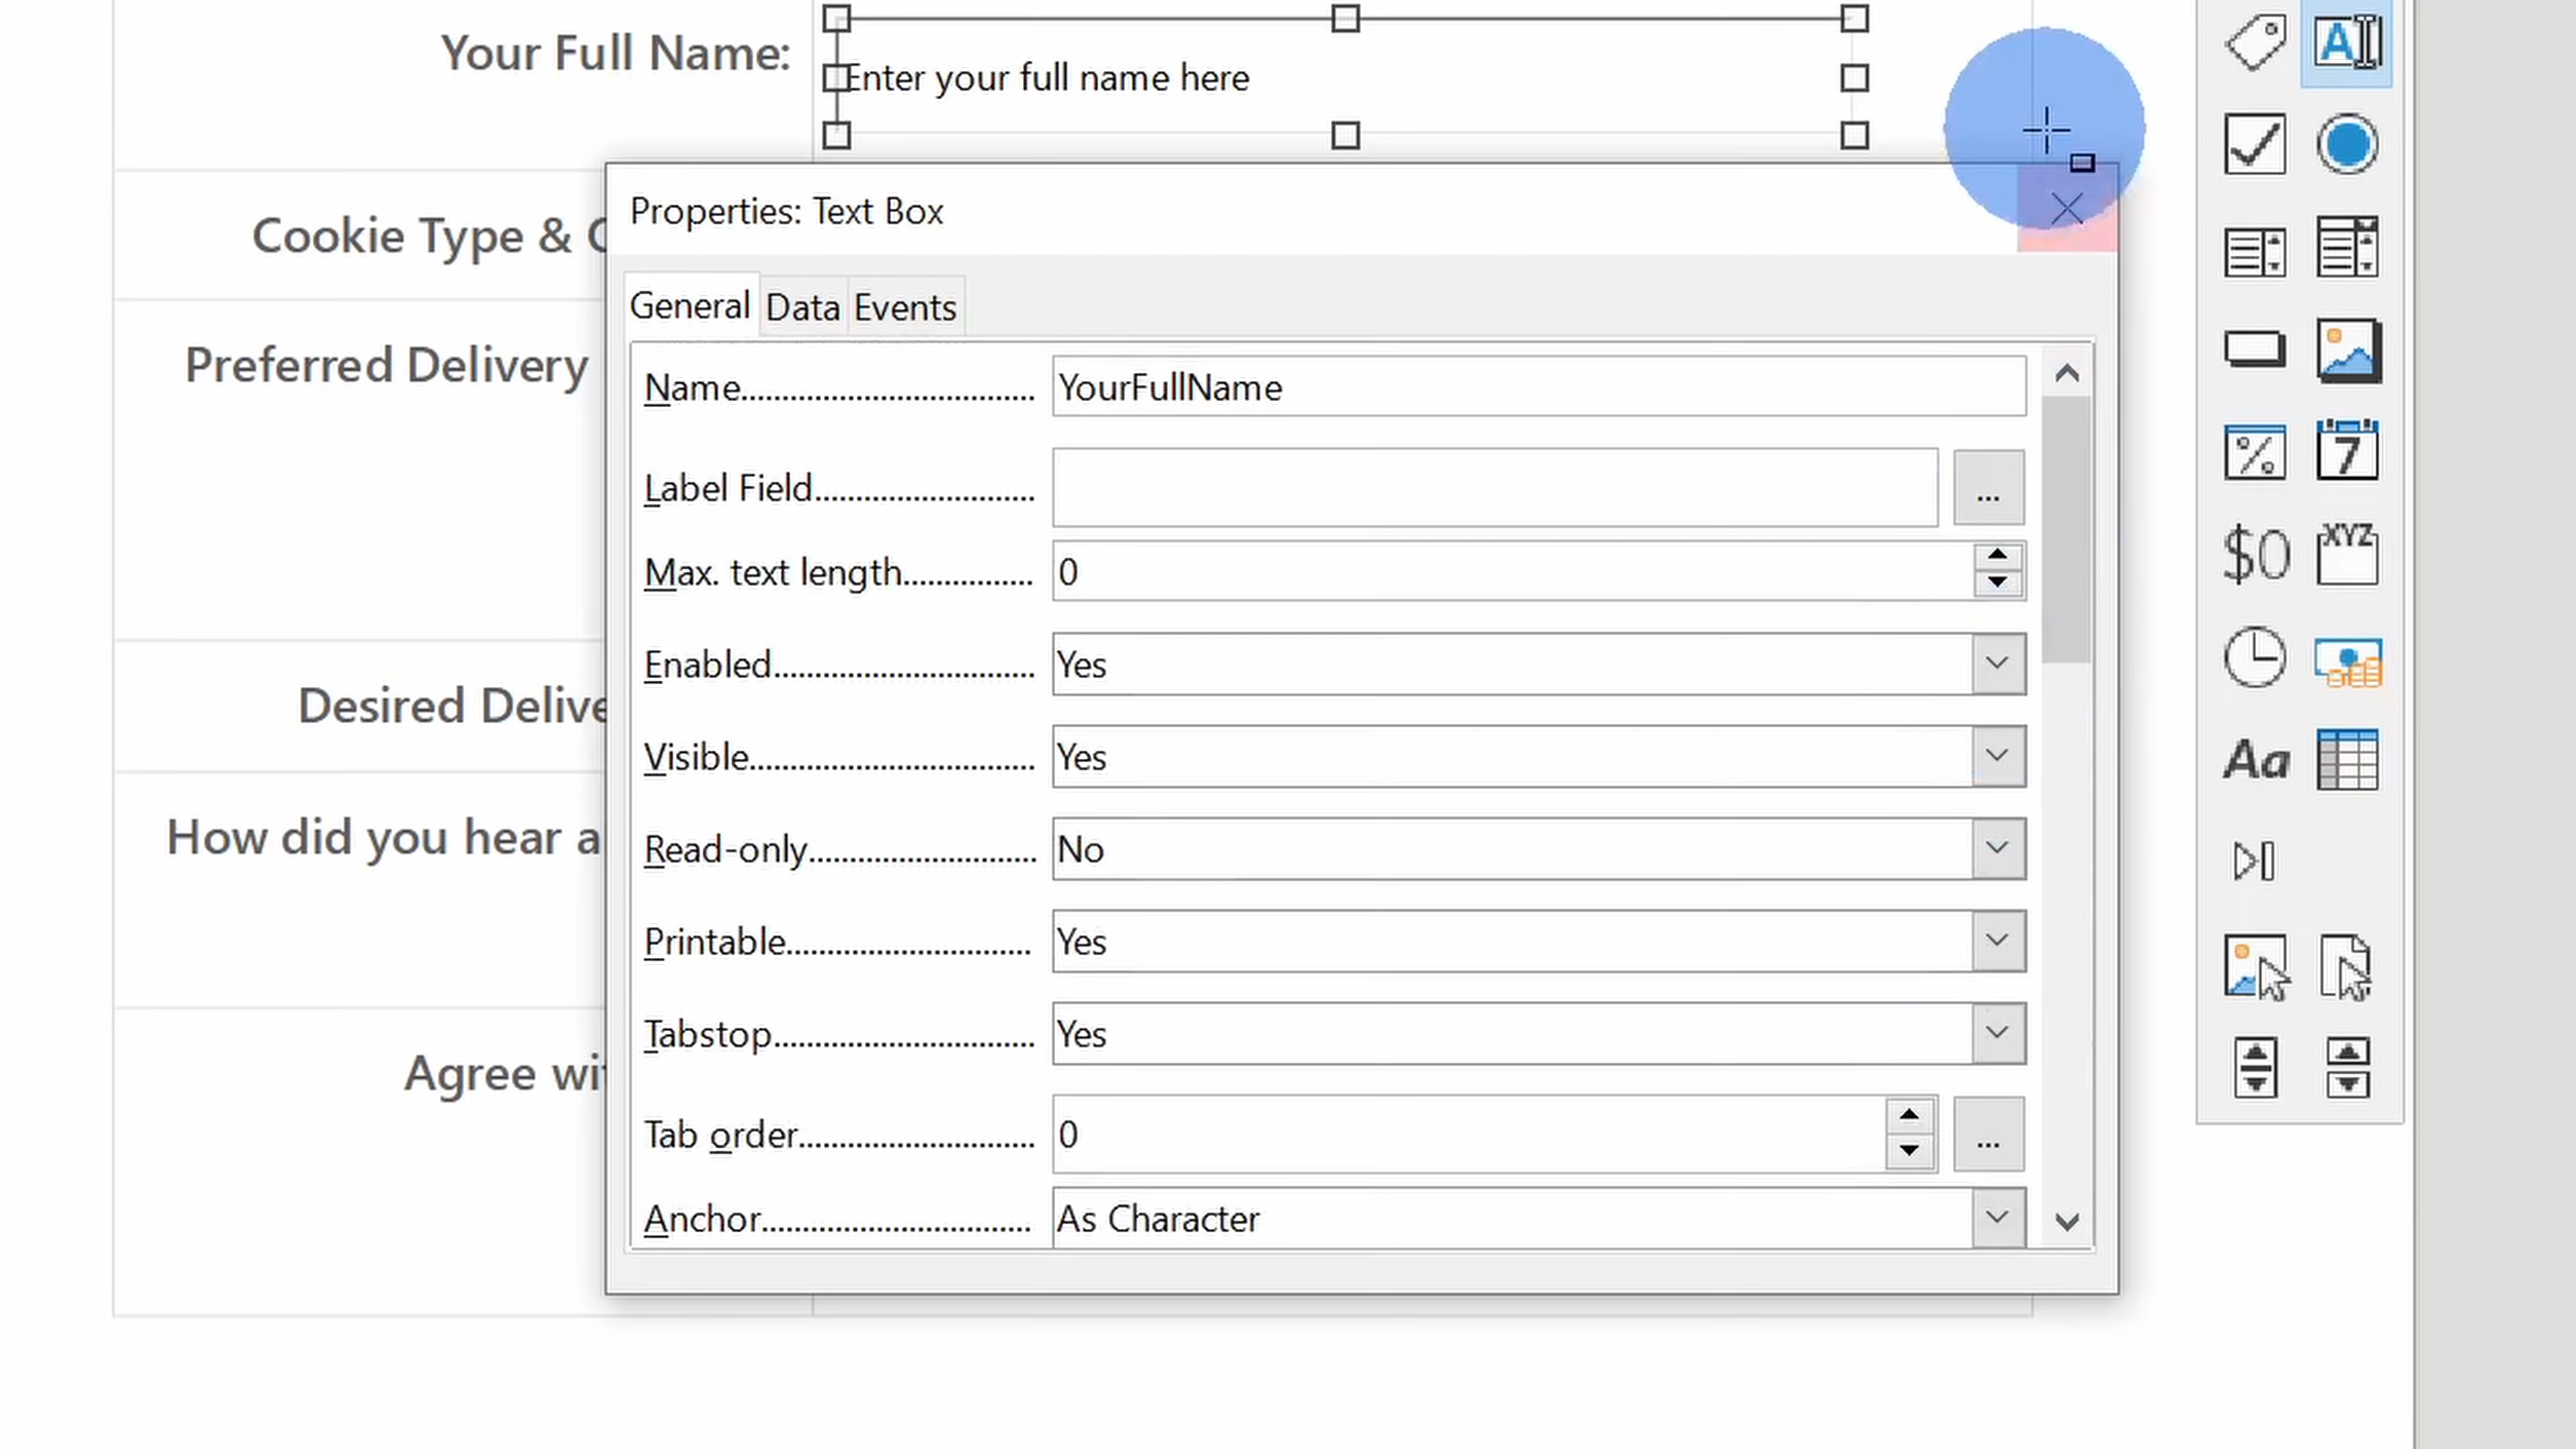 Your Full Name:
Enter your full name here
Properties: Text Box
Cookie Type & C
General Data Events
Preferred Delivery
Name.................................. YourFullName
Label Field......................... ...
Max. text length............... 0
Enabled.............................. Yes
Desired Delive
Visible................................. Yes
How did you hear a
Read-only.......................... No
Printable............................ Yes
Tabstop.............................. Yes
Agree wit
Tab order........................... 0 ...
Anchor............................... As Character
A
%
7
$0
XYZ
Aa